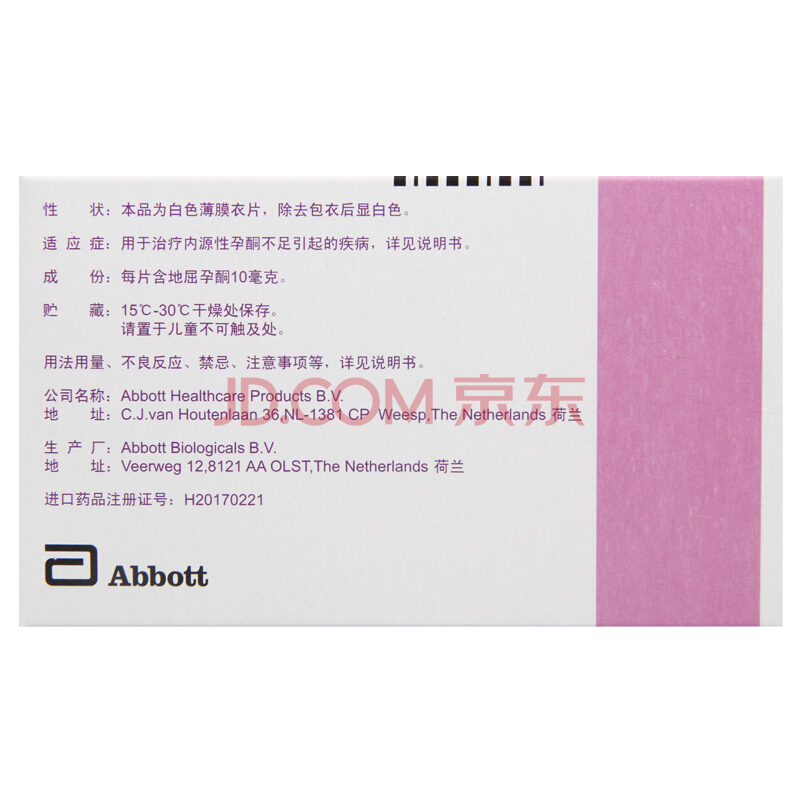 性 状：本品为白色薄膜衣片，除去包衣后显白色。
适 应 症：用于治疗内源性孕酮不足引起的疾病，详见说明书。
成 份：每片含地屈孕酮10毫克。
贮 藏：15℃-30℃干燥处保存。
请置于儿童不可触及处。
用法用量、不良反应、禁忌、注意事项等，详见说明书。
JD.COM 京东
公司名称：Abbott Healthcare Products B.V.
地 址：C.J.van Houtenlaan 36,NL-1381 CP Weesp,The Netherlands 荷兰
生 产 厂：Abbott Biologicals B.V.
地 址：Veerweg 12,8121 AA OLST,The Netherlands 荷兰
进口药品注册证号：H20170221
Abbott